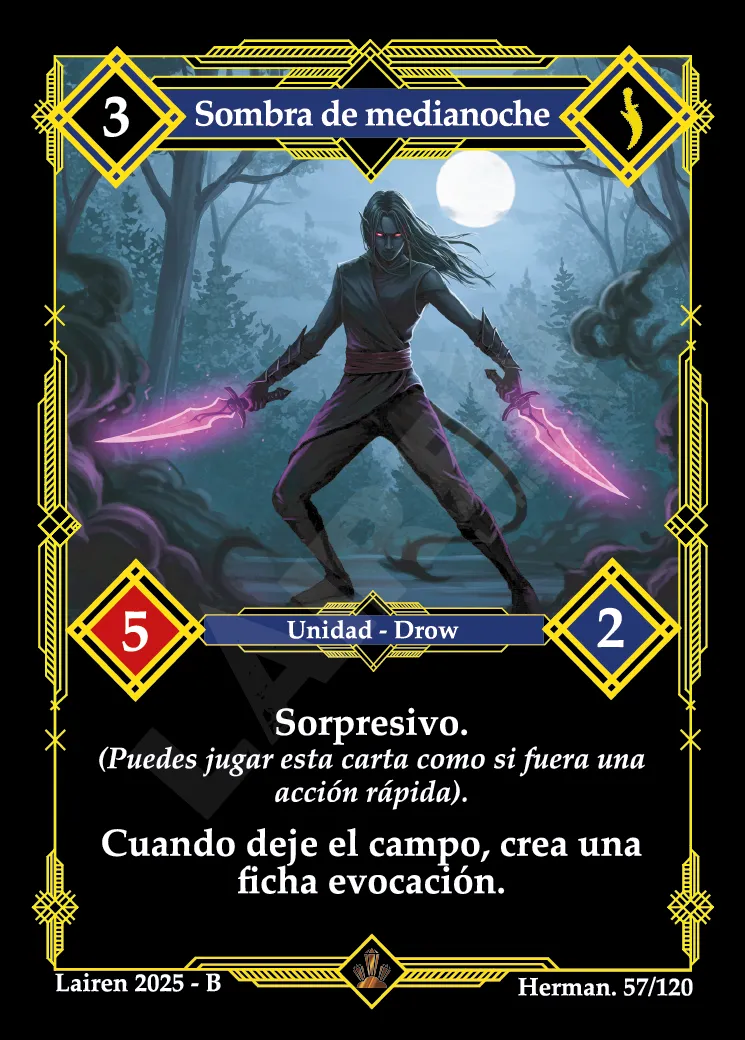 3
Sombra de medianoche
5
Unidad - Drow
2
Sorpresivo.
(Puedes jugar esta carta como si fuera una
acción rápida).
Cuando deje el campo, crea una
ficha evocación.
Lairen 2025 - B
Herman. 57/120